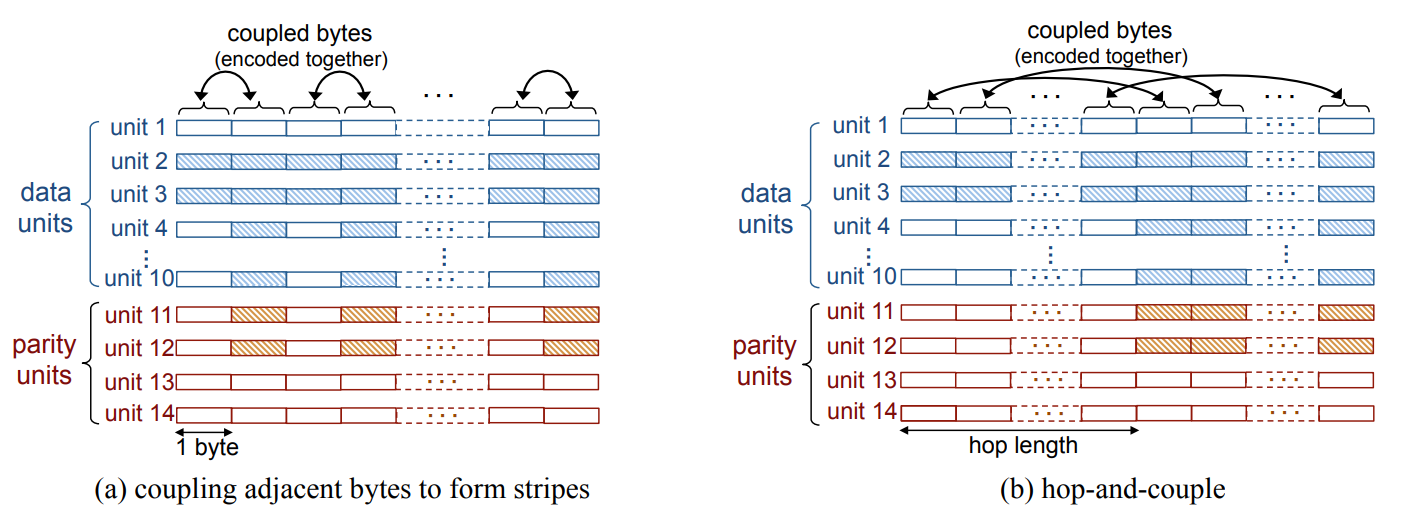 coupled bytes
(encoded together)
...
unit 1
unit 2
...
unit 3
...
unit 4
...
...
...
unit 10
...
data
units
unit 11
...
unit 12
...
unit 13
...
unit 14
...
parity
units
1 byte
(a) coupling adjacent bytes to form stripes
coupled bytes
(encoded together)
... ...
unit 1
... ...
unit 2
... ...
unit 3
... ...
unit 4
... ...
... ... ...
unit 10
... ...
data
units
unit 11
... ...
unit 12
... ...
unit 13
... ...
unit 14
... ...
parity
units
hop length
(b) hop-and-couple